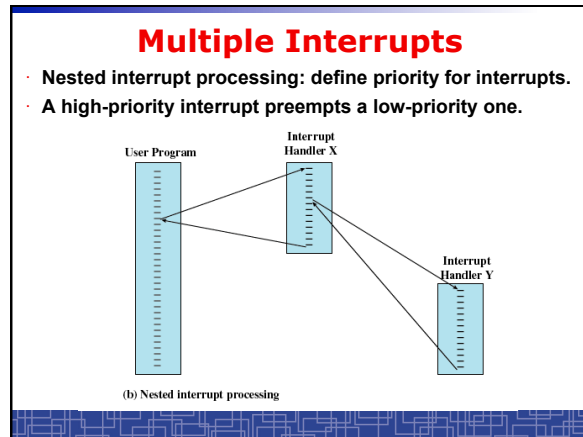 Multiple Interrupts
· Nested interrupt processing: define priority for interrupts.
· A high-priority interrupt preempts a low-priority one.
User Program
Interrupt
Handler X
Interrupt
Handler Y
(b) Nested interrupt processing